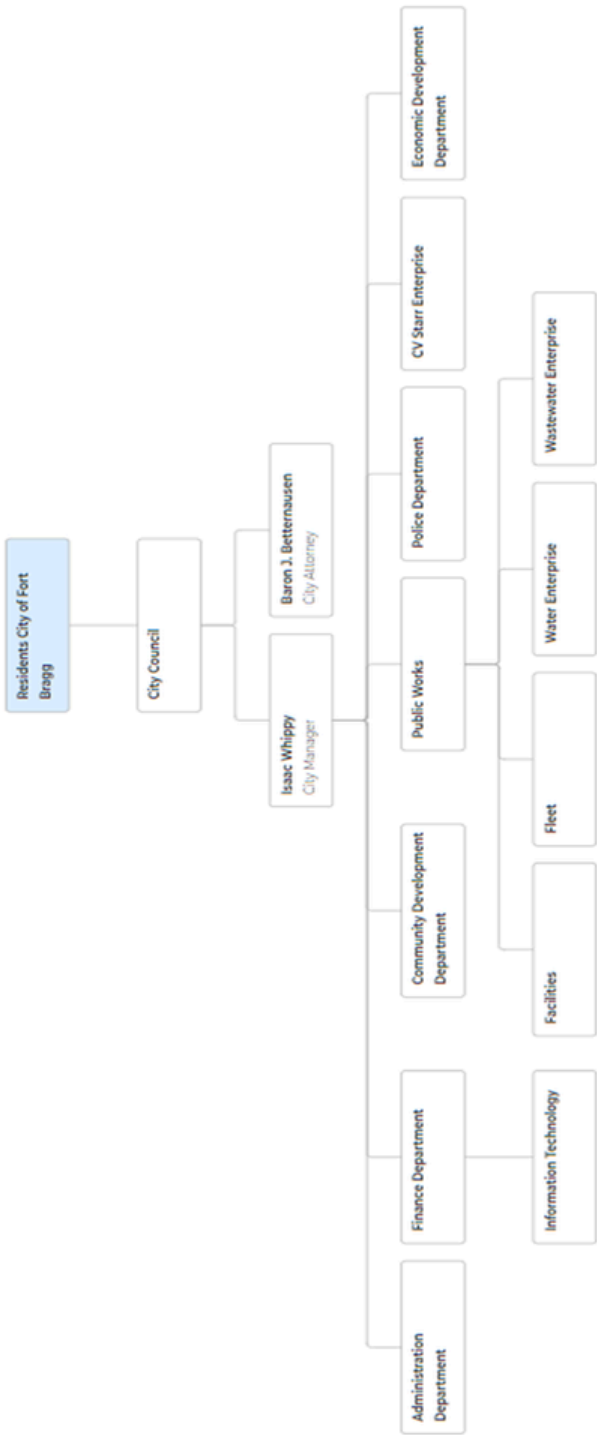 Residents City of Fort
Bragg
City Council
Isaac Whippy
City Manager
Baron J. Betternausen
City Attorney
Administration
Department
Finance Department
Community Development
Department
Public Works
Police Department
CV Starr Enterprise
Economic Development
Department
Information Technology
Facilities
Fleet
Water Enterprise
Wastewater Enterprise